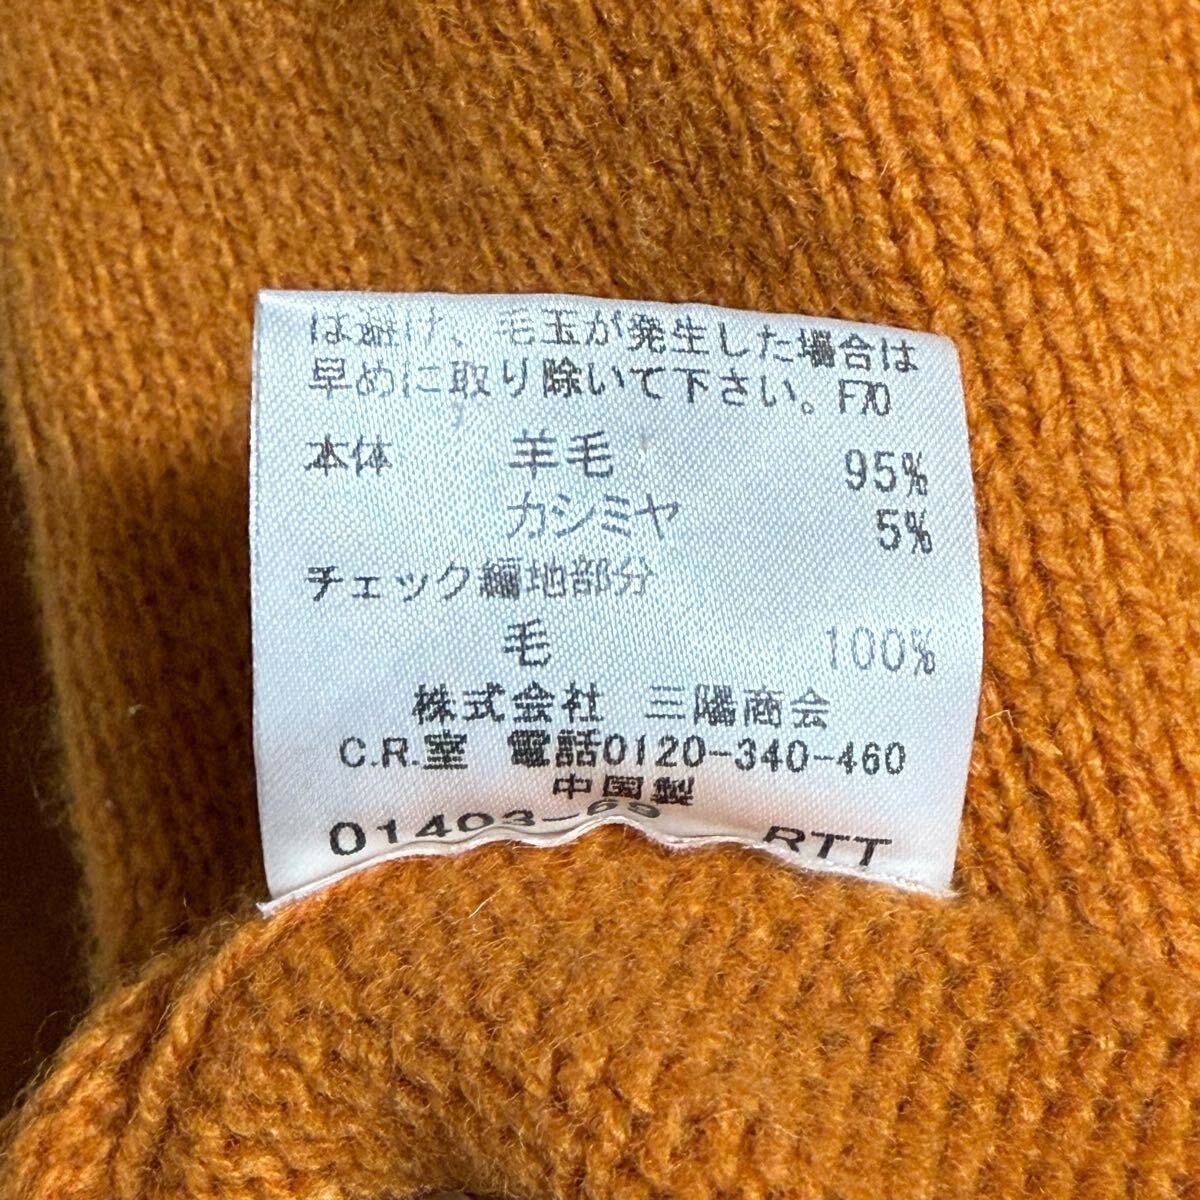 は避け、毛玉が発生した場合は
早めに取り除いて下さい。F70
本体 羊毛 95%
カシミヤ 5%
チェック編地部分
毛 100%
株式会社 三陽商会
C.R.室 電話0120-340-460
中国製
01403-69 RTT